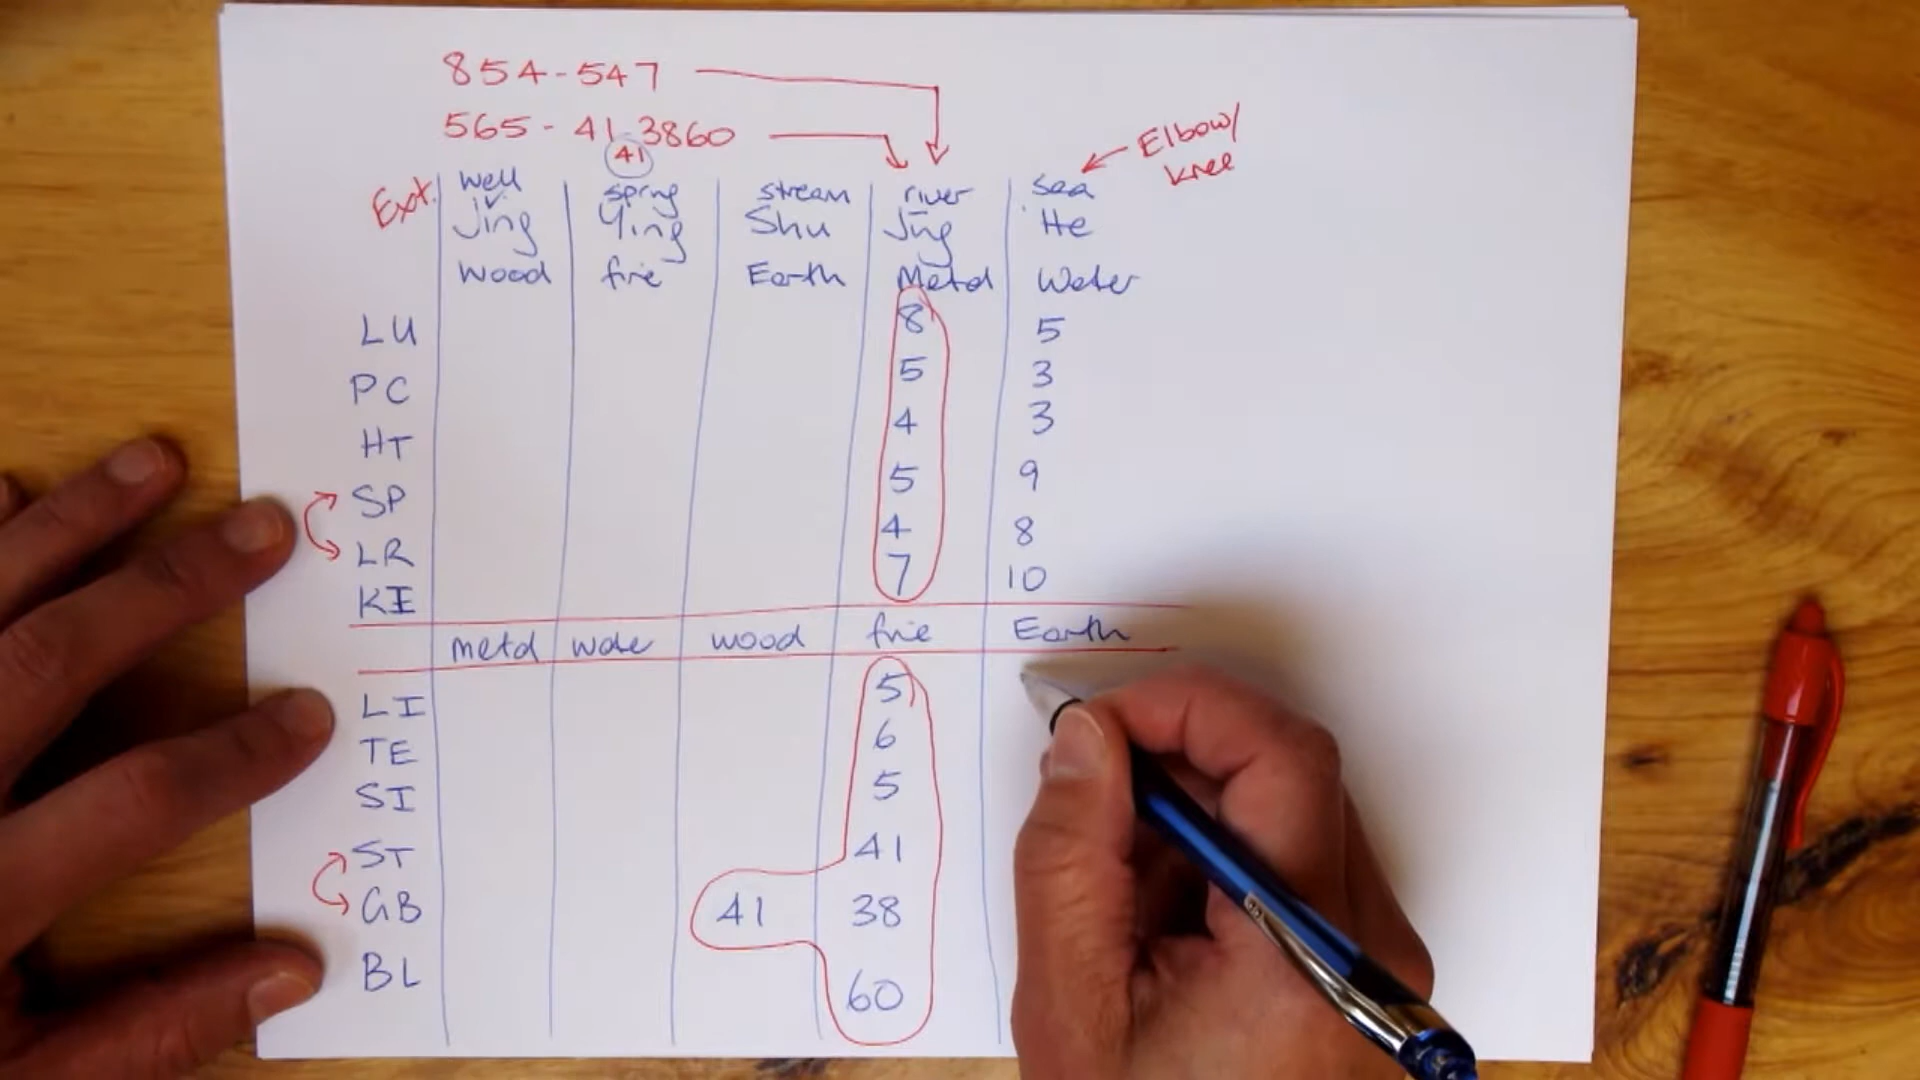 854-547
565-41 3860
41
Elbow/
knee
Ext.
well spring stream river sea
Jing Ying Shu Jing He
Wood fire Earth Metal Water
LU 8 5
PC 5 3
HT 4 3
SP 5 9
LR 4 8
KI 7 10
metal water wood fire Earth
LI 5
TE 6
SI 5
ST 41
GB 41 38
BL 60